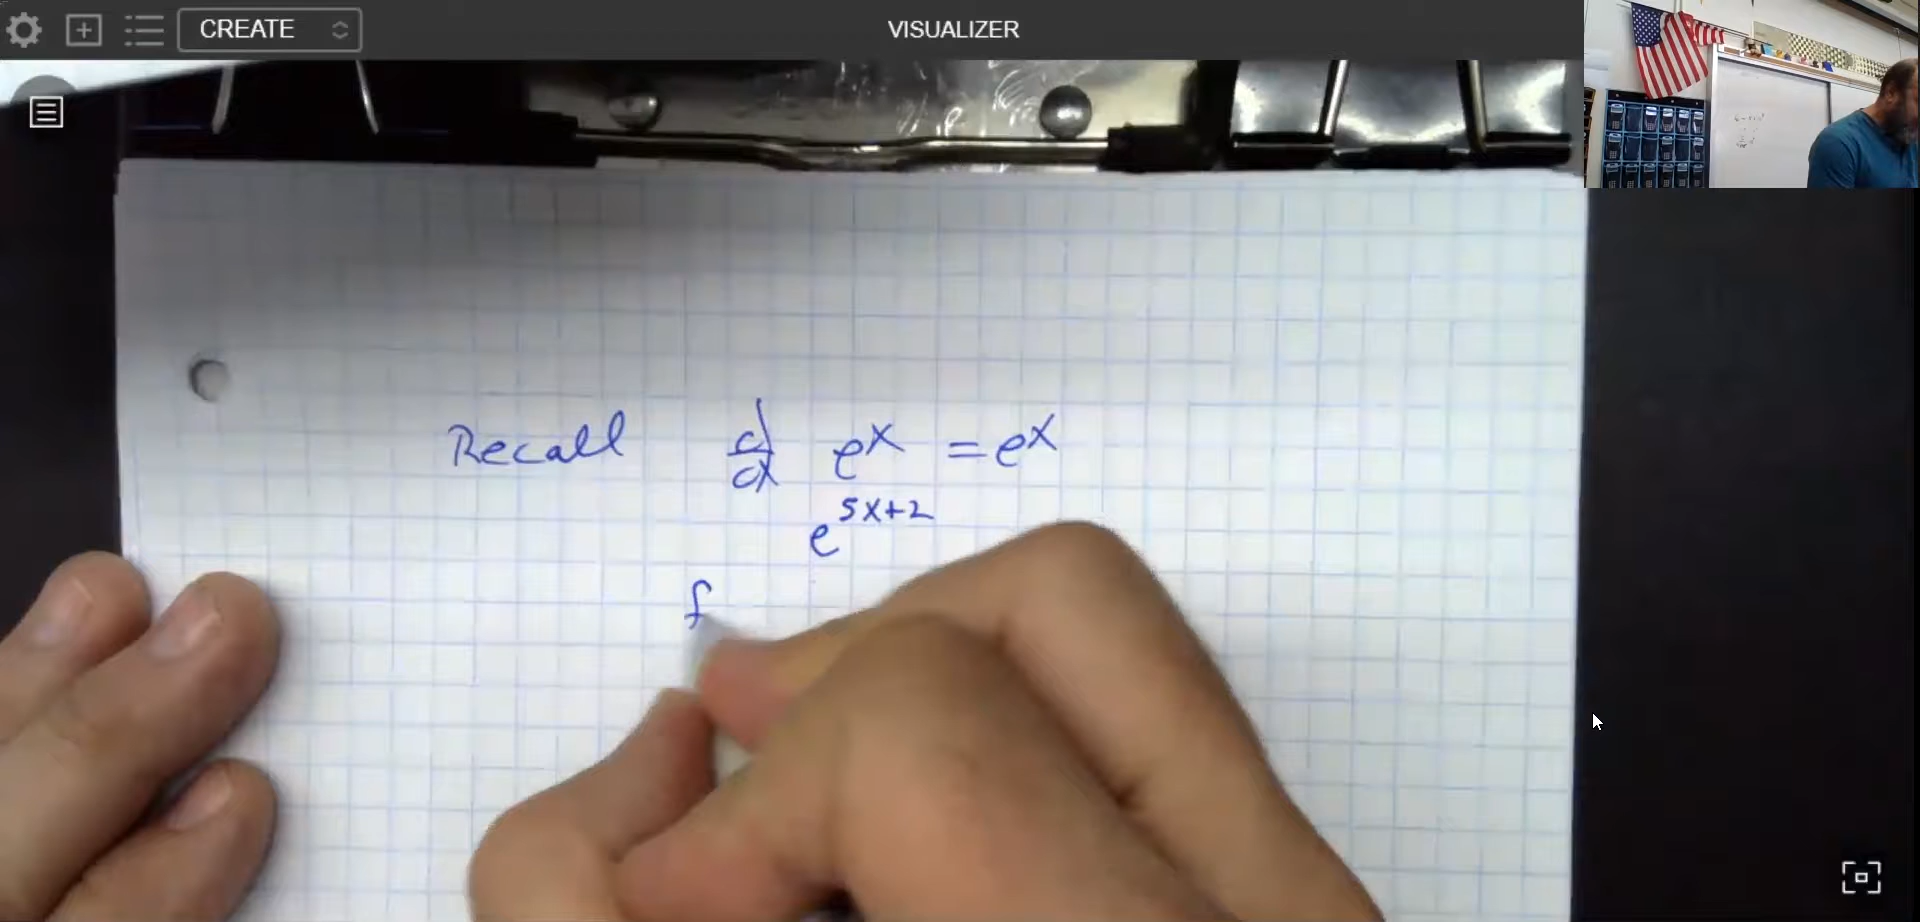 CREATE
VISUALIZER
Recall d/dx e^x = e^x
e^5x+2
f